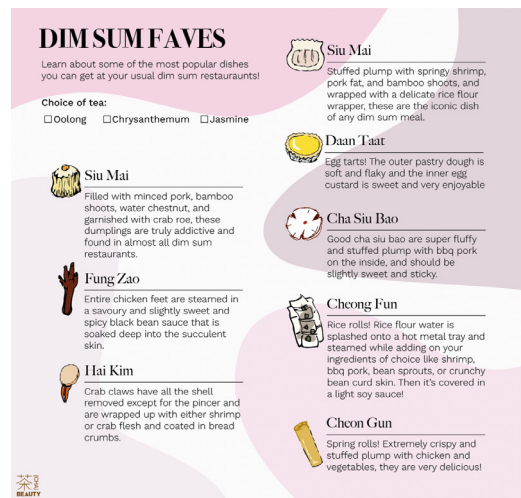 DIM SUM FAVES
Learn about some of the most popular dishes
you can get at your usual dim sum restauraunts!
Choice of tea:
Oolong Chrysanthemum Jasmine
Siu Mai
Filled with minced pork, bamboo
shoots, water chestnut, and
garnished with crab roe, these
dumplings are truly addictive and
found in almost all dim sum
restaurants.
Fung Zao
Entire chicken feet are steamed in
a savoury and slightly sweet and
spicy black bean sauce that is
soaked deep into the succulent
skin.
Hai Kim
Crab claws have all the shell
removed except for the pincer and
are wrapped up with either shrimp
or crab flesh and coated in bread
crumbs.
Siu Mai
Stuffed plump with springy shrimp,
pork fat, and bamboo shoots, and
wrapped with a delicate rice flour
wrapper, these are the iconic dish
of any dim sum meal.
Daan Taat
Egg tarts! The outer pastry dough is
soft and flaky and the inner egg
custard is sweet and very enjoyable
Cha Siu Bao
Good cha siu bao are super fluffy
and stuffed plump with bbq pork
on the inside, and should be
slightly sweet and sticky.
Cheong Fun
Rice rolls! Rice flour water is
splashed onto a hot metal tray and
steamed while adding on your
ingredients of choice like shrimp,
bbq pork, bean sprouts, or crunchy
bean curd skin. Then it's covered in
a light soy sauce!
Cheon Gun
Spring rolls! Extremely crispy and
stuffed plump with chicken and
vegetables, they are very delicious!
茶
BEAUTY